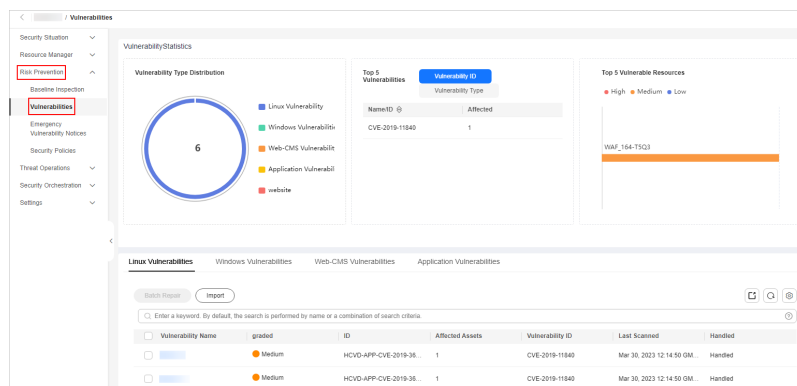 / Vulnerabilities
Security Situation
Resource Manager
Risk Prevention
Baseline Inspection
Vulnerabilities
Emergency
Vulnerability Notices
Security Policies
Threat Operations
Security Orchestration
Settings
VulnerabilityStatistics
Vulnerability Type Distribution
6
Linux Vulnerability
Windows Vulnerabilitie
Web-CMS Vulnerabilit
Application Vulnerabil
website
Top 5
Vulnerabilities
Vulnerability ID
Vulnerability Type
Name/ID
Affected
CVE-2019-11840
1
Top 5 Vulnerable Resources
High Medium Low
WAF_164-T5Q3
Linux Vulnerabilities Windows Vulnerabilities Web-CMS Vulnerabilities Application Vulnerabilities
Batch Repair Import
Enter a keyword. By default, the search is performed by name or a combination of search criteria.
Vulnerability Name graded ID Affected Assets Vulnerability ID Last Scanned Handled
Medium HCVD-APP-CVE-2019-36... 1 CVE-2019-11840 Mar 30, 2023 12:14:50 GM... Handled
Medium HCVD-APP-CVE-2019-36... 1 CVE-2019-11840 Mar 30, 2023 12:14:50 GM... Handled